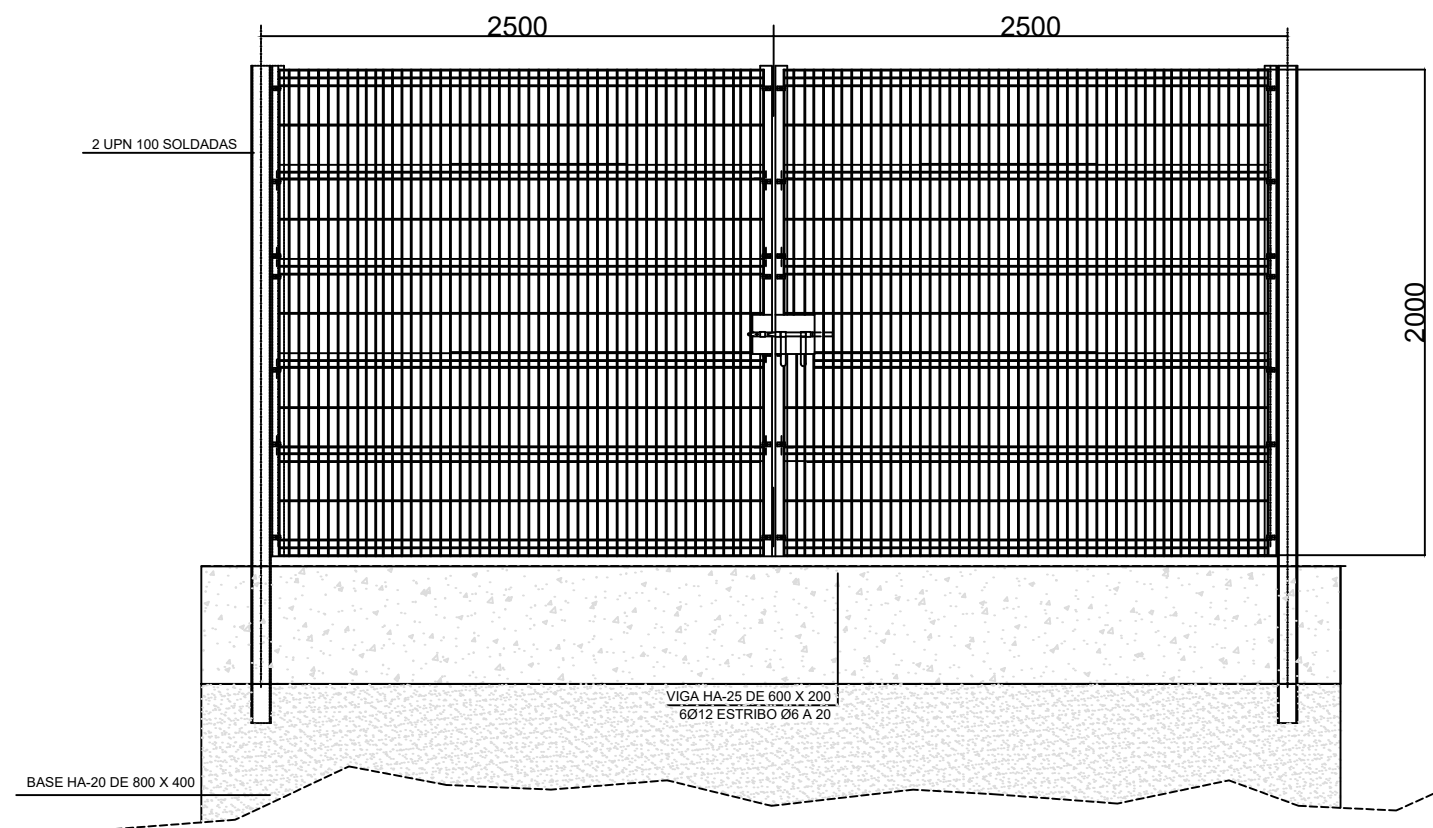 2500
2500
2 UPN 100 SOLDADAS
2000
VIGA HA-25 DE 600 X 200
6Ø12 ESTRIBO Ø6 A 20
BASE HA-20 DE 800 X 400